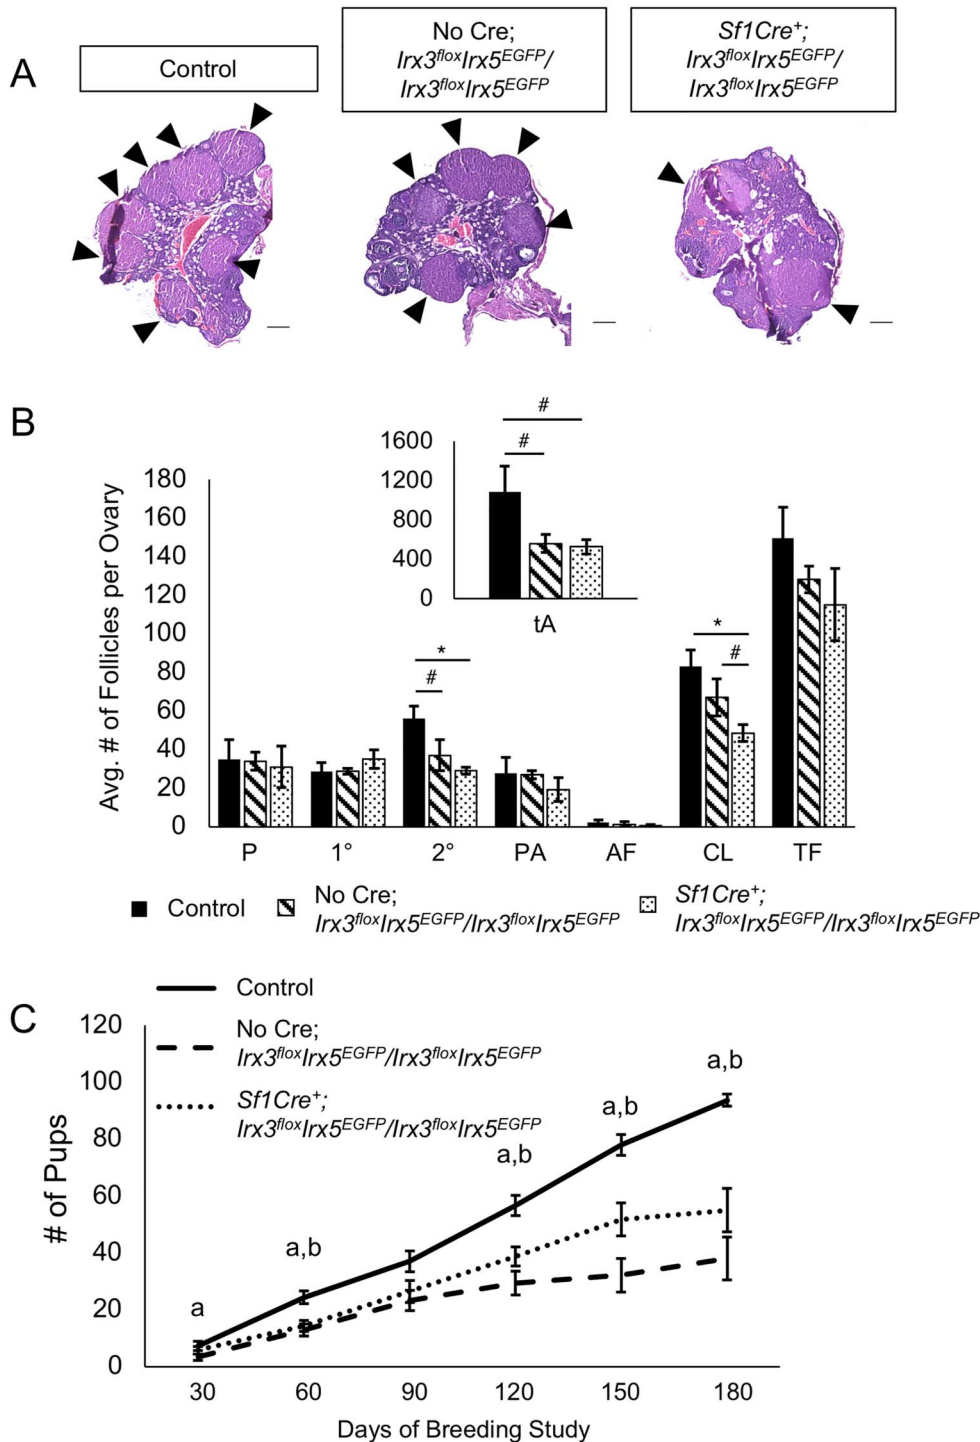 A
Control
No Cre;
Irx3floxIrx5EGFP/
Irx3floxIrx5EGFP
Sf1Cre+;
Irx3floxIrx5EGFP/
Irx3floxIrx5EGFP
B
Avg. # of Follicles per Ovary
180
160
140
120
100
80
60
40
20
0
1600
1200
800
400
0
#
#
tA
*
#
*
#
P 1° 2° PA AF CL TF
Control
No Cre;
Irx3floxIrx5EGFP/Irx3floxIrx5EGFP
Sf1Cre+;
Irx3floxIrx5EGFP/Irx3floxIrx5EGFP
C
Control
No Cre;
Irx3floxIrx5EGFP/Irx3floxIrx5EGFP
Sf1Cre+;
Irx3floxIrx5EGFP/Irx3floxIrx5EGFP
# of Pups
120
100
80
60
40
20
0
a
a,b
a,b
a,b
a,b
30 60 90 120 150 180
Days of Breeding Study